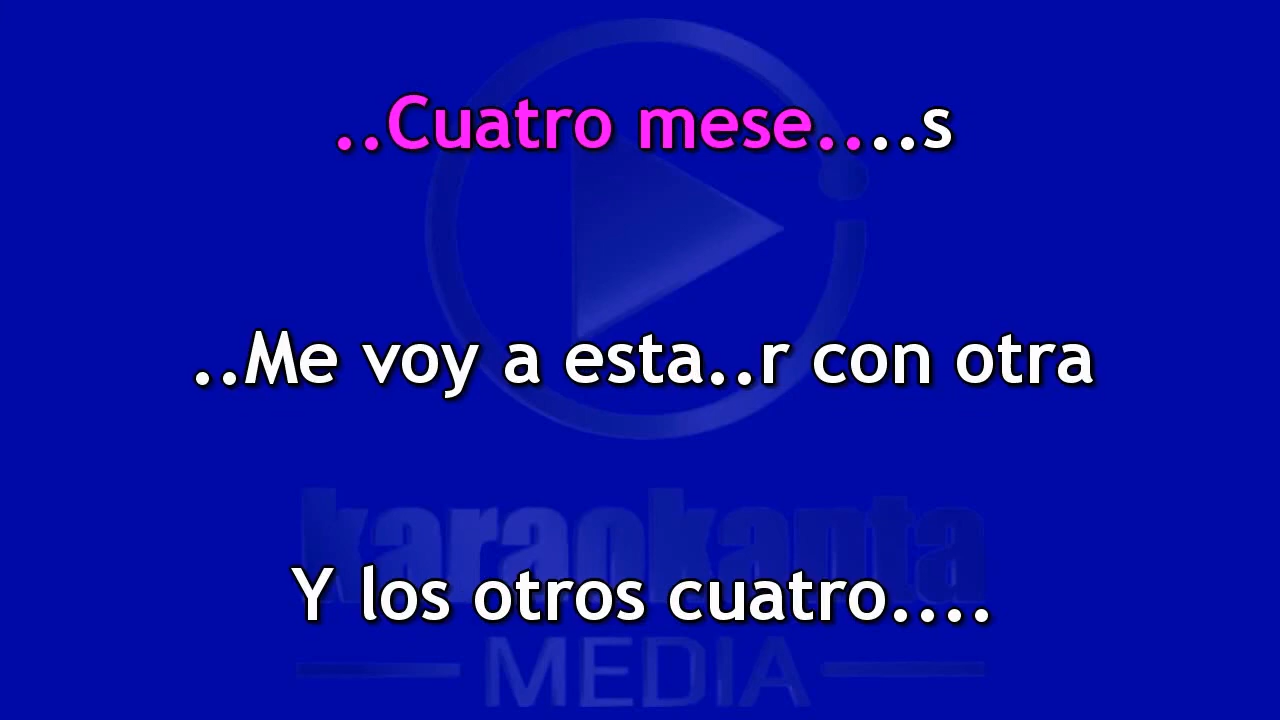 ..Cuatro mese....s
..Me voy a esta..r con otra
Y los otros cuatro....
karaokanta
MEDIA